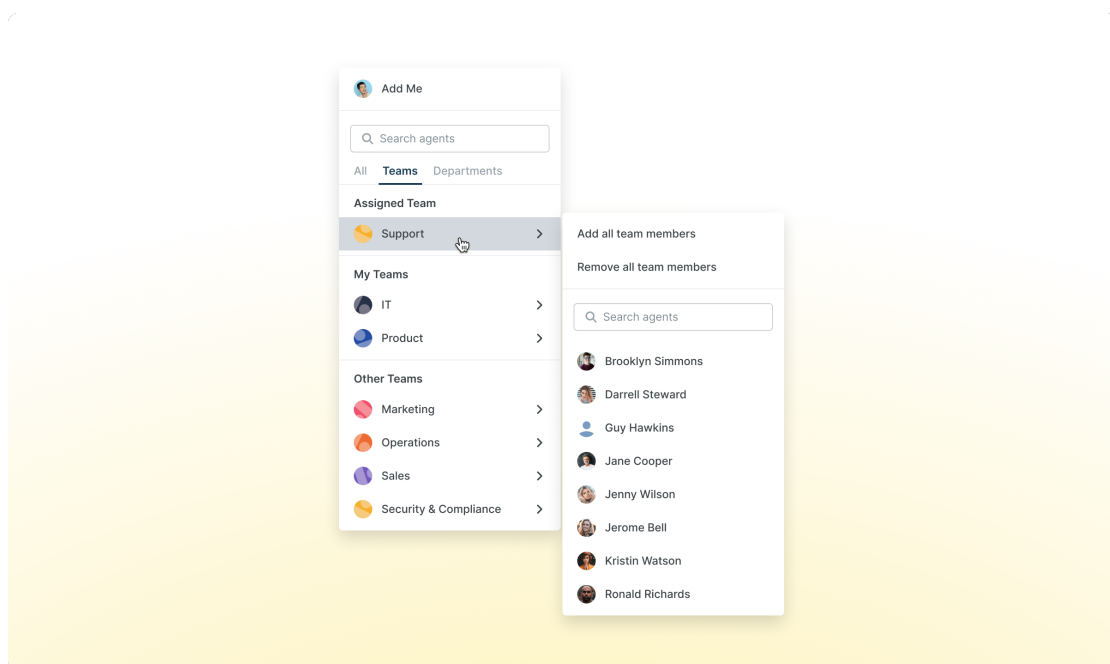 Add Me
Search agents
All Teams Departments
Assigned Team
Support
My Teams
IT
Product
Other Teams
Marketing
Operations
Sales
Security & Compliance
Add all team members
Remove all team members
Search agents
Brooklyn Simmons
Darrell Steward
Guy Hawkins
Jane Cooper
Jenny Wilson
Jerome Bell
Kristin Watson
Ronald Richards